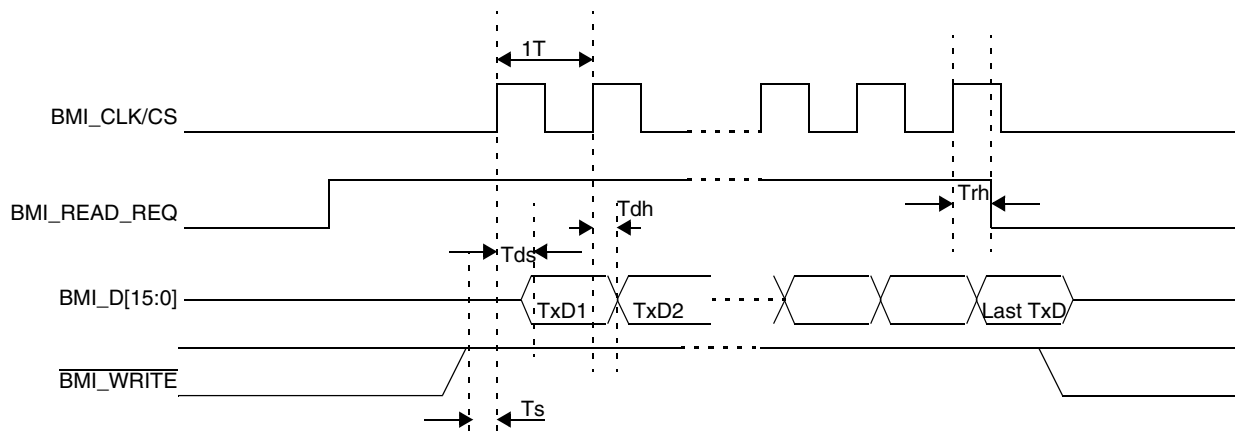 1T
BMI_CLK/CS
BMI_READ_REQ
Trh
Tdh
Tds
BMI_D[15:0]
TxD1
TxD2
Last TxD
BMI_WRITE
Ts